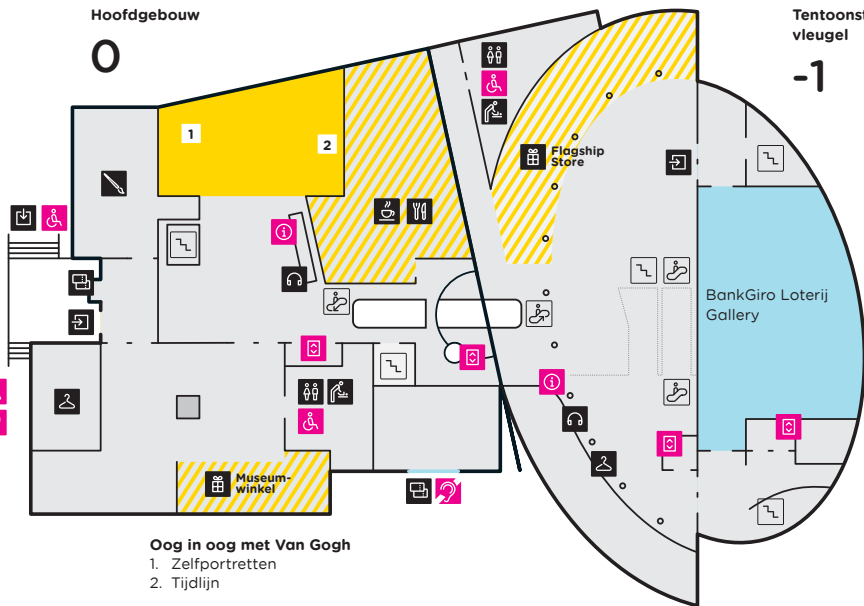 Hoofdgebouw
0
vleugel
-1
1
2
Flagship
Store
BankGiro Loterij
Gallery
Museum-
winkel
Oog in oog met Van Gogh
1. Zelfportretten
2. Tijdlijn